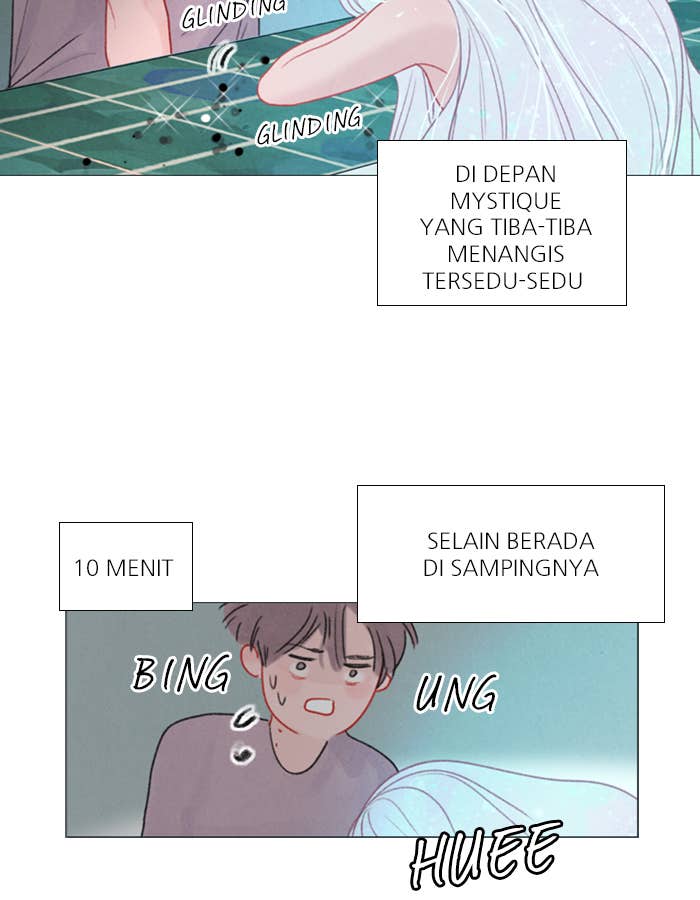 GLINDING
GLINDING
DI DEPAN
MYSTIQUE
YANG TIBA-TIBA
MENANGIS
TERSEDU-SEDU
10 MENIT
SELAIN BERADA
DI SAMPINGNYA
BING
UNG
HUEE